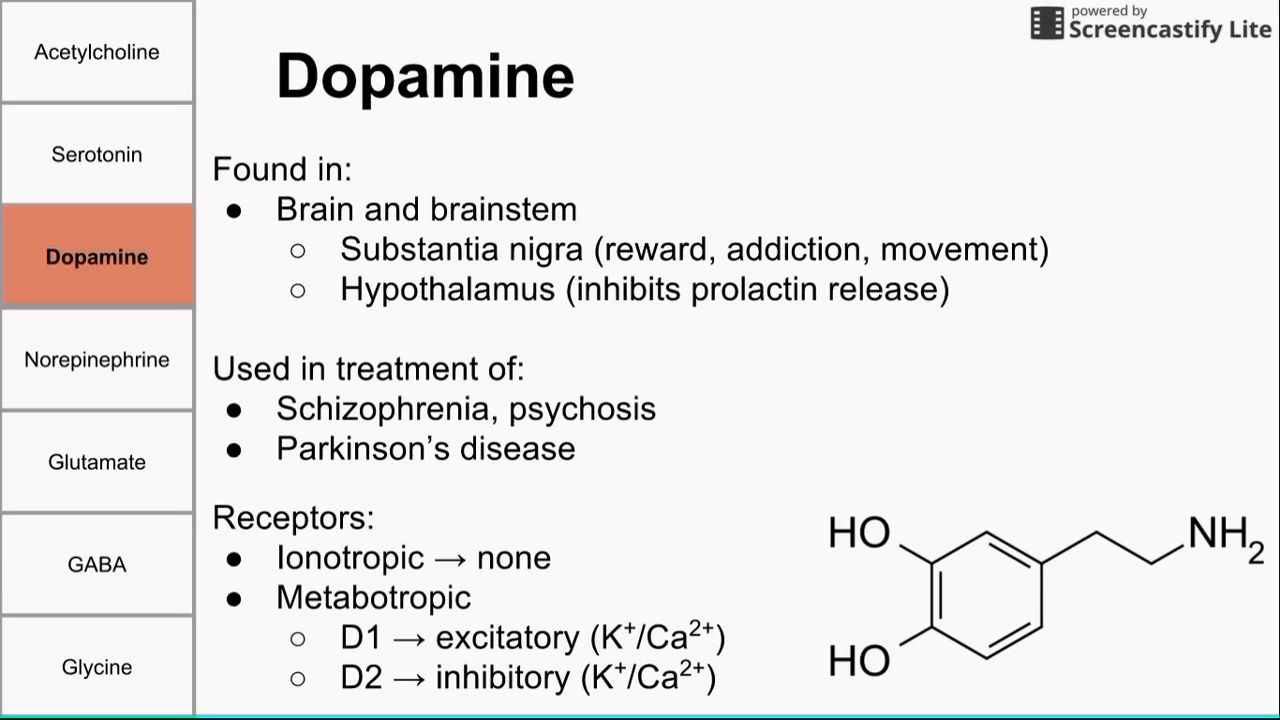 powered by
Screencastify Lite
Acetylcholine
Serotonin
Dopamine
Norepinephrine
Glutamate
GABA
Glycine
Dopamine
Found in:
● Brain and brainstem
○ Substantia nigra (reward, addiction, movement)
○ Hypothalamus (inhibits prolactin release)
Used in treatment of:
● Schizophrenia, psychosis
● Parkinson’s disease
Receptors:
● Ionotropic → none
● Metabotropic
○ D1 → excitatory (K⁺/Ca²⁺)
○ D2 → inhibitory (K⁺/Ca²⁺)
HO
NH₂
HO